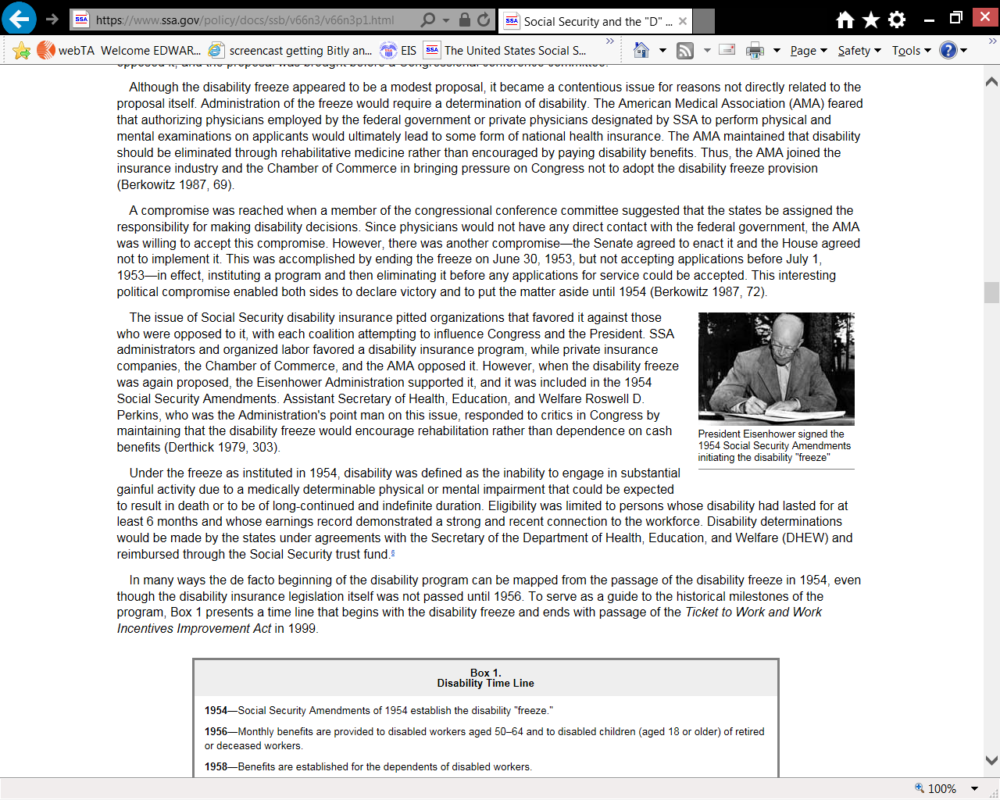 https://www.ssa.gov/policy/docs/ssb/v66n3/v66n3p1.html
SSA
Social Security and the "D" ...
webTA
Welcome EDWAR...
screencast getting Bitly an...
EIS
SSA
The United States Social S...
Page
Safety
Tools
Although the disability freeze appeared to be a modest proposal, it became a contentious issue for reasons not directly related to the
proposal itself. Administration of the freeze would require a determination of disability. The American Medical Association (AMA) feared
that authorizing physicians employed by the federal government or private physicians designated by SSA to perform physical and
mental examinations on applicants would ultimately lead to some form of national health insurance. The AMA maintained that disability
should be eliminated through rehabilitative medicine rather than encouraged by paying disability benefits. Thus, the AMA joined the
insurance industry and the Chamber of Commerce in bringing pressure on Congress not to adopt the disability freeze provision
(Berkowitz 1987, 69).
A compromise was reached when a member of the congressional conference committee suggested that the states be assigned the
responsibility for making disability decisions. Since physicians would not have any direct contact with the federal government, the AMA
was willing to accept this compromise. However, there was another compromise—the Senate agreed to enact it and the House agreed
not to implement it. This was accomplished by ending the freeze on June 30, 1953, but not accepting applications before July 1,
1953—in effect, instituting a program and then eliminating it before any applications for service could be accepted. This interesting
political compromise enabled both sides to declare victory and to put the matter aside until 1954 (Berkowitz 1987, 72).
The issue of Social Security disability insurance pitted organizations that favored it against those
who were opposed to it, with each coalition attempting to influence Congress and the President. SSA
administrators and organized labor favored a disability insurance program, while private insurance
companies, the Chamber of Commerce, and the AMA opposed it. However, when the disability freeze
was again proposed, the Eisenhower Administration supported it, and it was included in the 1954
Social Security Amendments. Assistant Secretary of Health, Education, and Welfare Roswell D.
Perkins, who was the Administration's point man on this issue, responded to critics in Congress by
maintaining that the disability freeze would encourage rehabilitation rather than dependence on cash
benefits (Derthick 1979, 303).
President Eisenhower signed the
1954 Social Security Amendments
initiating the disability "freeze"
Under the freeze as instituted in 1954, disability was defined as the inability to engage in substantial
gainful activity due to a medically determinable physical or mental impairment that could be expected
to result in death or to be of long-continued and indefinite duration. Eligibility was limited to persons whose disability had lasted for at
least 6 months and whose earnings record demonstrated a strong and recent connection to the workforce. Disability determinations
would be made by the states under agreements with the Secretary of the Department of Health, Education, and Welfare (DHEW) and
reimbursed through the Social Security trust fund.6
In many ways the de facto beginning of the disability program can be mapped from the passage of the disability freeze in 1954, even
though the disability insurance legislation itself was not passed until 1956. To serve as a guide to the historical milestones of the
program, Box 1 presents a time line that begins with the disability freeze and ends with passage of the Ticket to Work and Work
Incentives Improvement Act in 1999.
Box 1.
Disability Time Line
1954—Social Security Amendments of 1954 establish the disability "freeze."
1956—Monthly benefits are provided to disabled workers aged 50–64 and to disabled children (aged 18 or older) of retired
or deceased workers.
1958—Benefits are established for the dependents of disabled workers.
100%